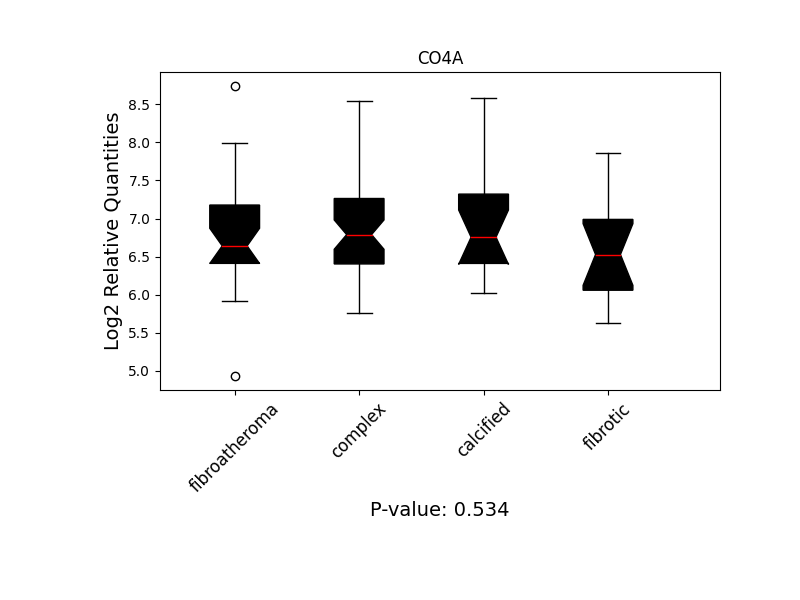 CO4A
Log2 Relative Quantities
8.5
8.0
7.5
7.0
6.5
6.0
5.5
5.0
fibroatheroma
complex
calcified
fibrotic
P-value: 0.534